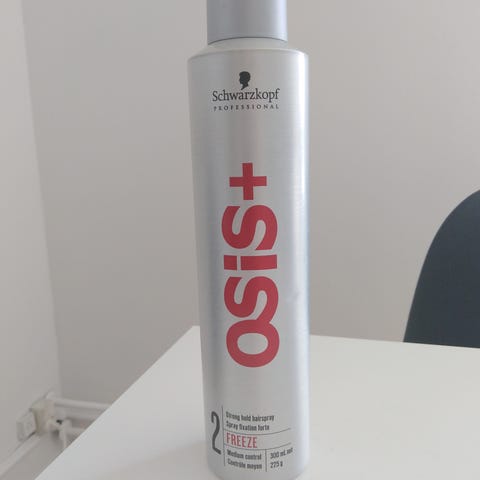 Schwarzkopf
PROFESSIONAL
OSiS+
2
Strong hold hairspray
Spray fixation forte
FREEZE
Medium control
Contrôle moyen
300 mL
275 g